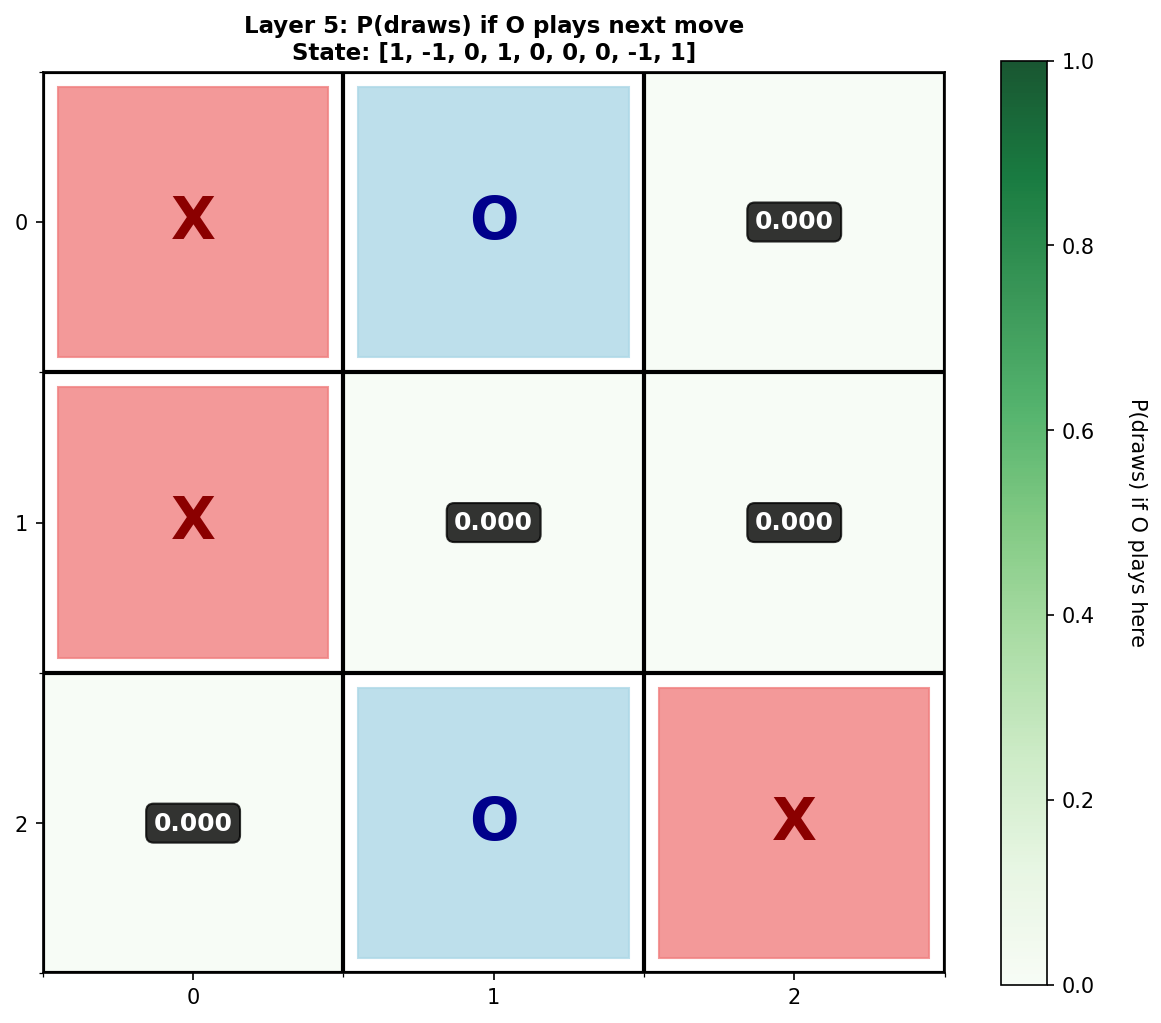 Layer 5: P(draws) if O plays next move
State: [1, -1, 0, 1, 0, 0, 0, -1, 1]
1.0
0.8
0.6
0.4
0.2
0.0
P(draws) if O plays here
0
X
O
0.000
1
X
0.000
0.000
2
0.000
O
X
0
1
2